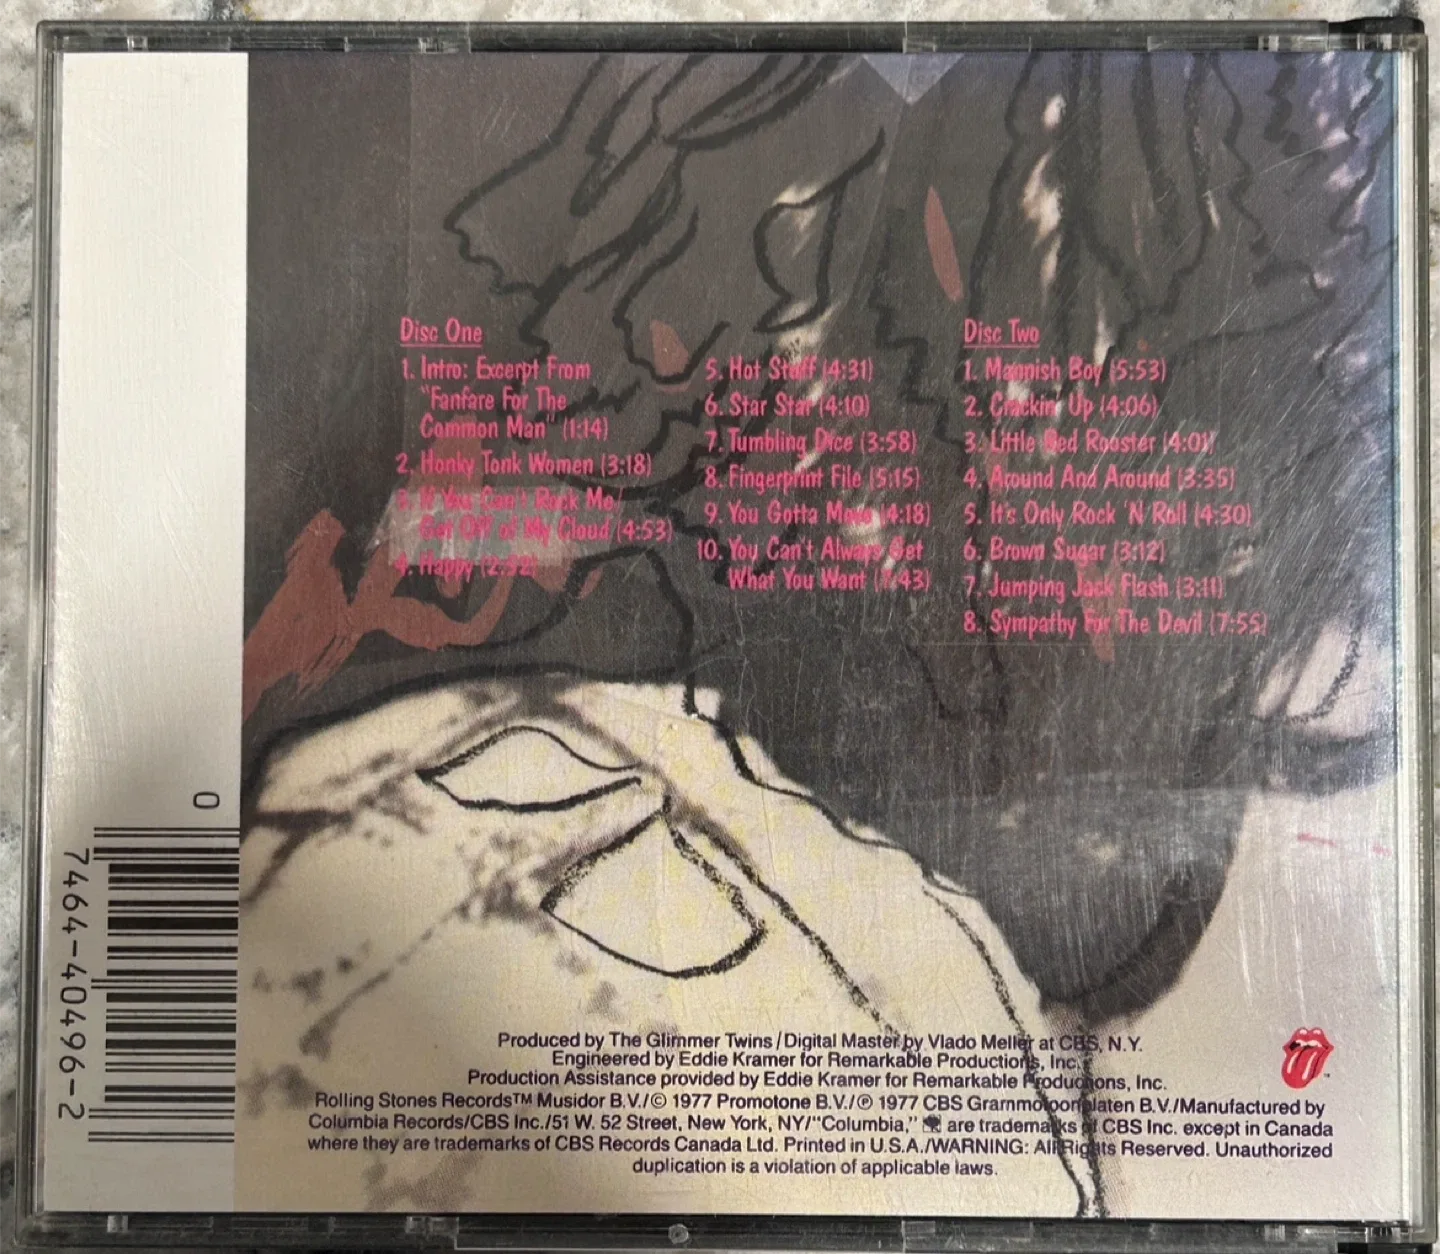 Disc One
1. Intro: Excerpt From
"Fanfare For The
Common Man" (1:14)
2. Honky Tonk Women (3:18)
3. If You Can't Rock Me/
Get Off of My Cloud (4:53)
4. Happy (2:52)
5. Hot Stuff (4:31)
6. Star Star (4:10)
7. Tumbling Dice (3:58)
8. Fingerprint File (5:15)
9. You Gotta Move (4:18)
10. You Can't Always Get
What You Want (7:43)
Disc Two
1. Mannish Boy (5:53)
2. Crackin' Up (4:06)
3. Little Red Rooster (4:01)
4. Around And Around (3:35)
5. It's Only Rock 'N Roll (4:30)
6. Brown Sugar (3:12)
7. Jumping Jack Flash (3:11)
8. Sympathy For The Devil (7:55)
0
7464-40496-2
Produced by The Glimmer Twins/Digital Master by Vlado Meller at CBS, N.Y.
Engineered by Eddie Kramer for Remarkable Productions, Inc.
Production Assistance provided by Eddie Kramer for Remarkable Productions, Inc.
Rolling Stones Records™ Musidor B.V./© 1977 Promotone B.V./℗ 1977 CBS Grammofoonplaten B.V./Manufactured by
Columbia Records/CBS Inc./51 W. 52 Street, New York, NY/"Columbia," are trademarks of CBS Inc. except in Canada
where they are trademarks of CBS Records Canada Ltd. Printed in U.S.A./WARNING: All Rights Reserved. Unauthorized
duplication is a violation of applicable laws.
™